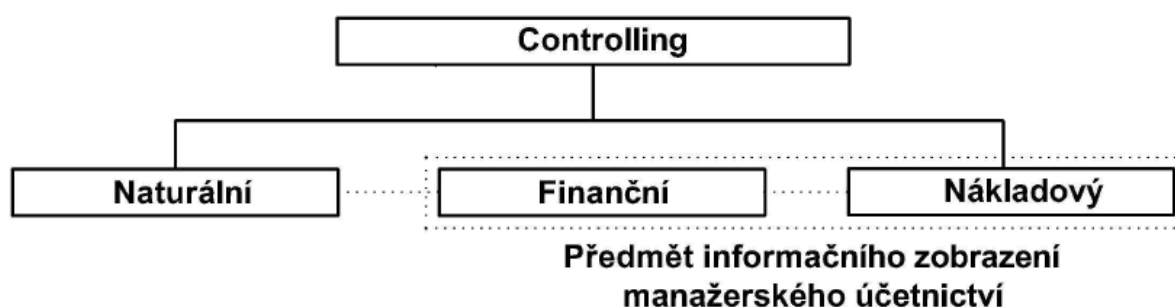 Controlling
Naturální
Finanční
Nákladový
Předmět informačního zobrazení
manažerského účetnictví